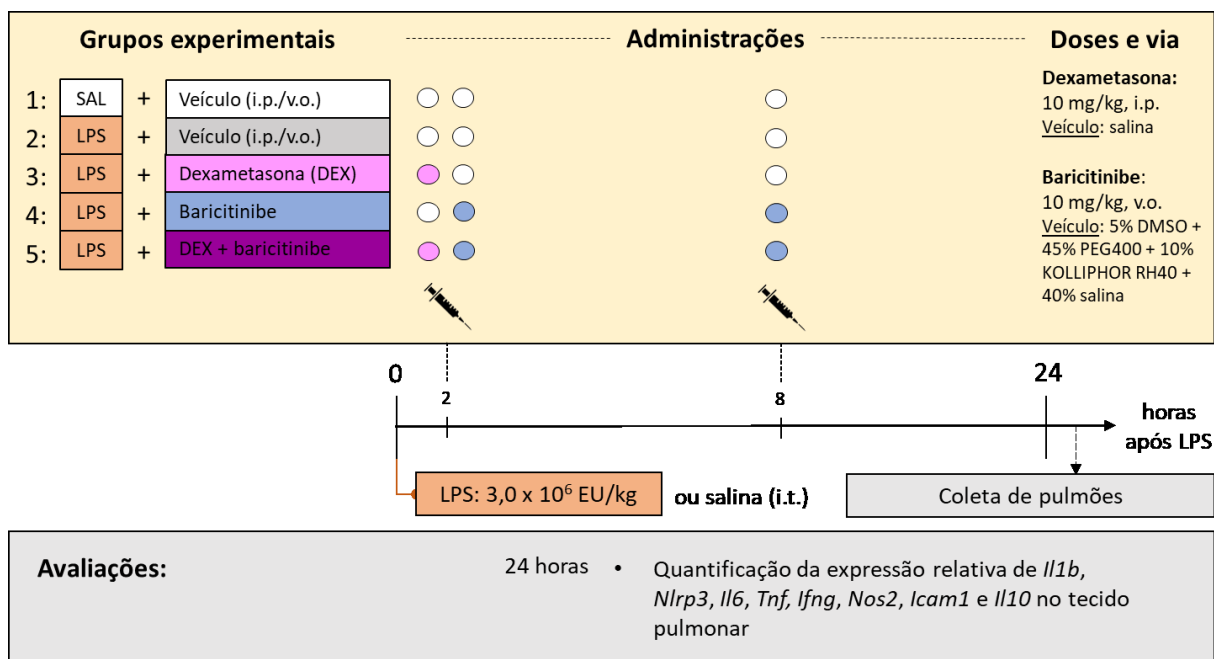 Grupos experimentais
Administrações
Doses e via
1: SAL + Veículo (i.p./v.o.)
2: LPS + Veículo (i.p./v.o.)
3: LPS + Dexametasona (DEX)
4: LPS + Baricitinibe
5: LPS + DEX + baricitinibe
Dexametasona:
10 mg/kg, i.p.
Veículo: salina
Baricitinibe:
10 mg/kg, v.o.
Veículo: 5% DMSO +
45% PEG400 + 10%
KOLLIPHOR RH40 +
40% salina
0
2
8
24
horas
após LPS
LPS: 3,0 x 10⁶ EU/kg
ou salina (i.t.)
Coleta de pulmões
Avaliações:
24 horas • Quantificação da expressão relativa de Il1b,
Nlrp3, Il6, Tnf, Ifng, Nos2, Icam1 e Il10 no tecido
pulmonar